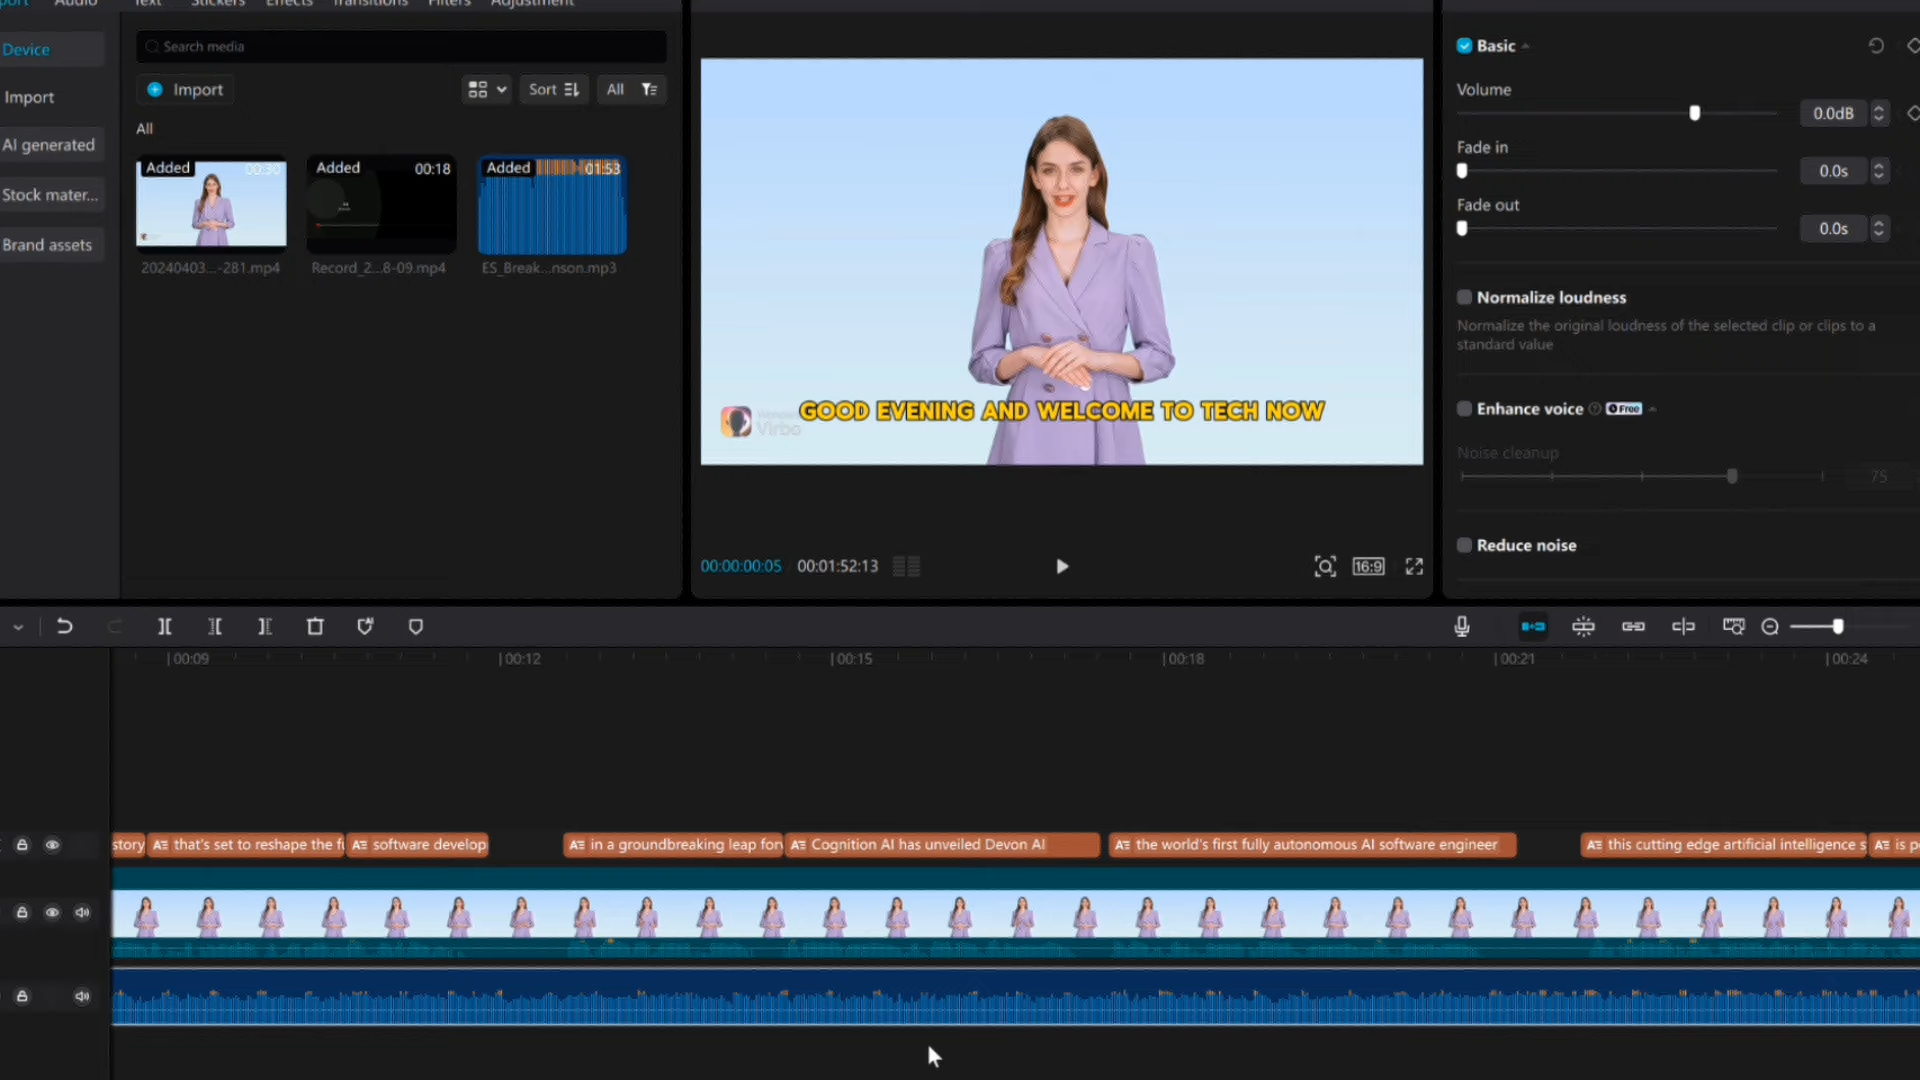 Audio
Text
Stickers
Effects
Transitions
Filters
Adjustment
Device
Import
AI generated
Stock mater...
Brand assets
Search media
Import
Sort
All
All
Added
Added 00:18
Added 01:53
20240403...-281.mp4
Record_2...8-09.mp4
ES_Break...nson.mp3
Virbo
GOOD EVENING AND WELCOME TO TECH NOW
00:00:00:05
00:01:52:13
16:9
Basic
Volume
0.0dB
Fade in
0.0s
Fade out
0.0s
Normalize loudness
Normalize the original loudness of the selected clip or clips to a
standard value
Enhance voice
Free
Noise cleanup
75
Reduce noise
00:09
00:12
00:15
00:18
00:21
00:24
story
that's set to reshape the fu
software develop
in a groundbreaking leap forv
Cognition AI has unveiled Devon AI
the world's first fully autonomous AI software engineer
this cutting edge artificial intelligence s
is p